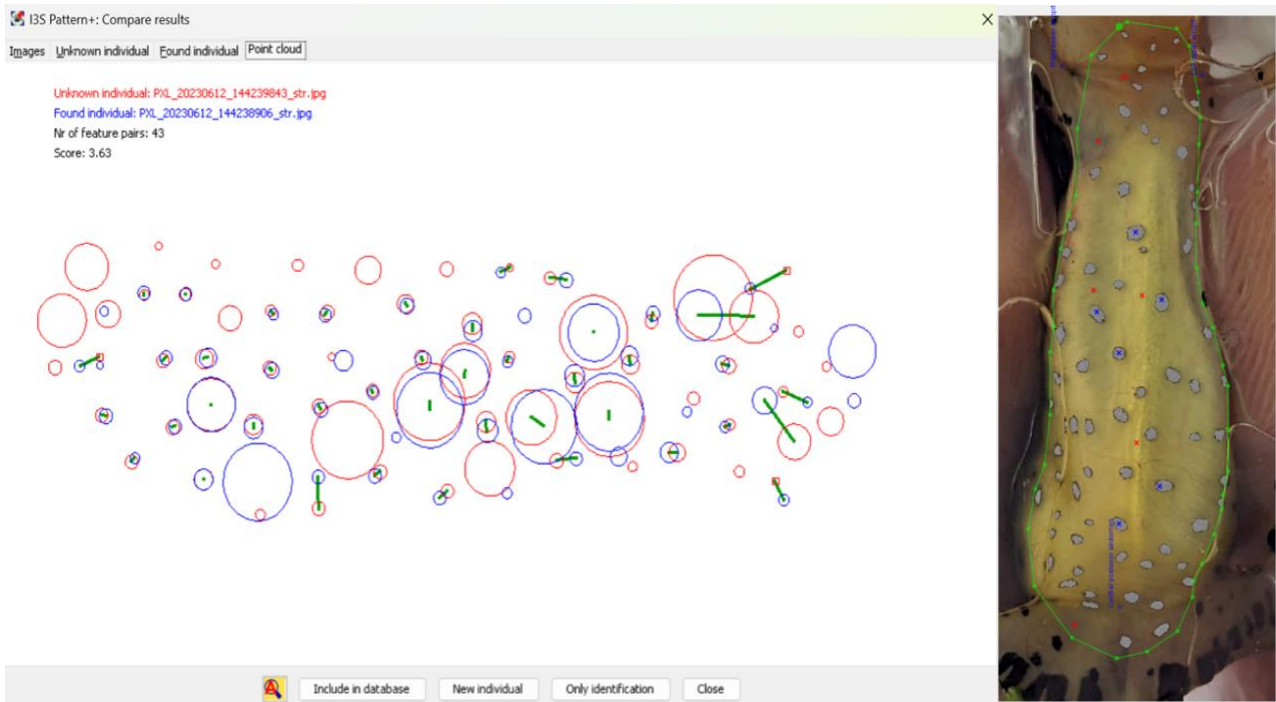 I3S Pattern+: Compare results
Images Unknown individual Found individual Point cloud
Unknown individual: PXL_20230612_144239843_str.jpg
Found individual: PXL_20230612_144238906_str.jpg
Nr of feature pairs: 43
Score: 3.63
Include in database New individual Only identification Close